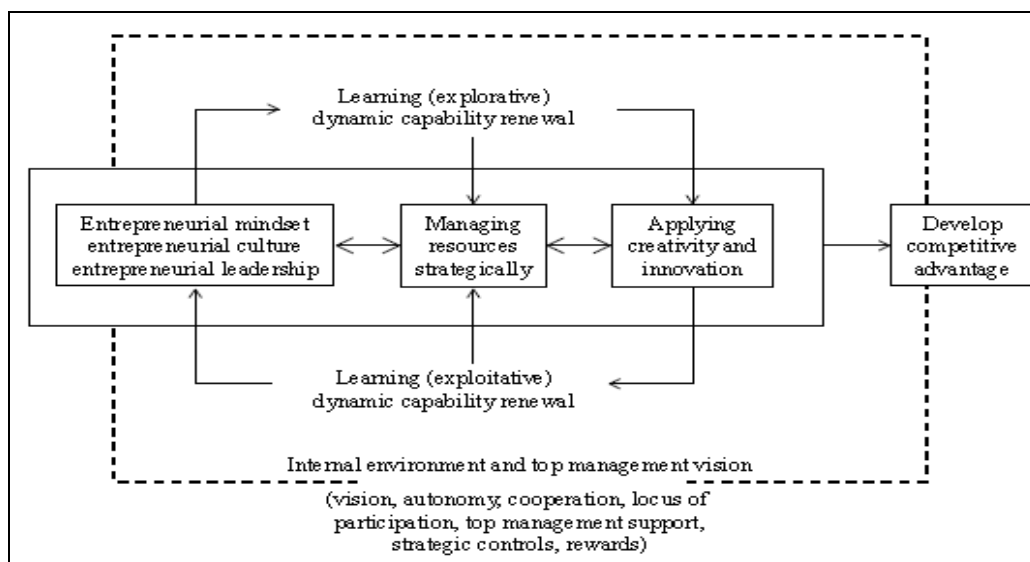 Learning (explorative)
dynamic capability renewal
Entrepreneurial mindset
entrepreneurial culture
entrepreneurial leadership
Managing
resources
strategically
Applying
creativity and
innovation
Develop
competitive
advantage
Learning (exploitative)
dynamic capability renewal
Internal environment and top management vision
(vision, autonomy, cooperation, locus of
participation, top management support,
strategic controls, rewards)